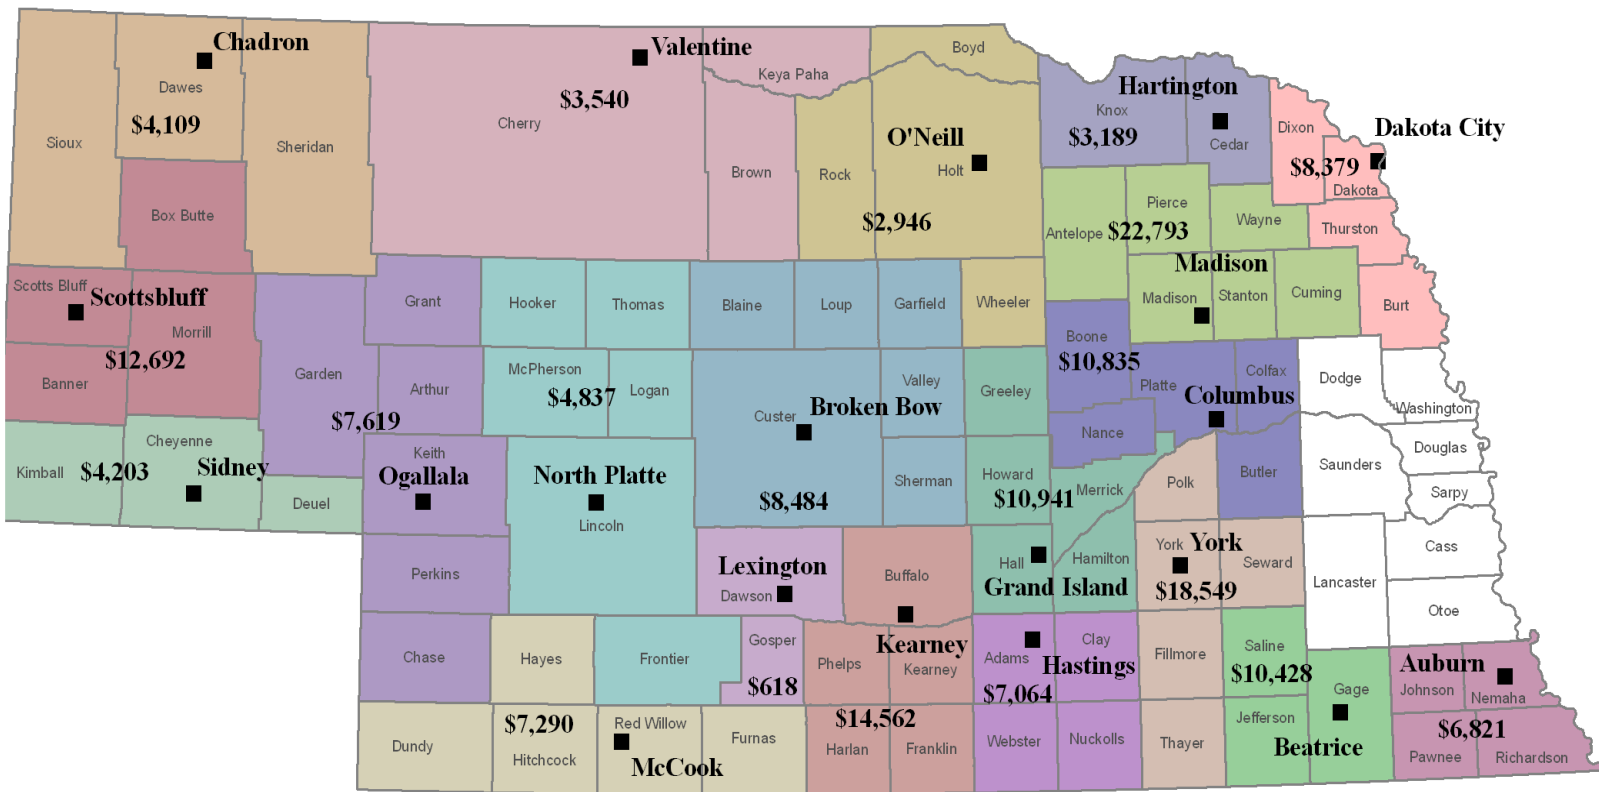 Chadron
Valentine
Boyd
Keya Paha
Hartington
Dawes
$4,109
$3,540
Cherry
Knox
$3,189
Cedar
Dixon
Dakota City
Sioux
Sheridan
O'Neill
Holt
Brown
Rock
$8,379
Dakota
Box Butte
$2,946
Pierce
Antelope
$22,793
Wayne
Thurston
Madison
Scotts Bluff
Scottsbluff
Morrill
Grant
Hooker
Thomas
Blaine
Loup
Garfield
Wheeler
Madison
Stanton
Cuming
Burt
Banner
$12,692
Garden
Arthur
McPherson
$4,837
Logan
Boone
$10,835
Platte
Colfax
Columbus
Dodge
Washington
$7,619
Custer
Broken Bow
Valley
Greeley
Nance
Douglas
Kimball
$4,203
Cheyenne
Sidney
Deuel
Keith
Ogallala
North Platte
Lincoln
$8,484
Sherman
Howard
$10,941
Merrick
Polk
Butler
Saunders
Sarpy
Perkins
Lexington
Dawson
Buffalo
Hall
Grand Island
Hamilton
York
York
$18,549
Seward
Lancaster
Cass
Otoe
Chase
Hayes
Frontier
Gosper
$618
Phelps
Kearney
Kearney
Adams
$7,064
Clay
Hastings
Fillmore
Saline
$10,428
Gage
Auburn
Johnson
Nemaha
Dundy
$7,290
Hitchcock
Red Willow
McCook
Furnas
$14,562
Harlan
Franklin
Webster
Nuckolls
Thayer
Jefferson
Beatrice
$6,821
Pawnee
Richardson